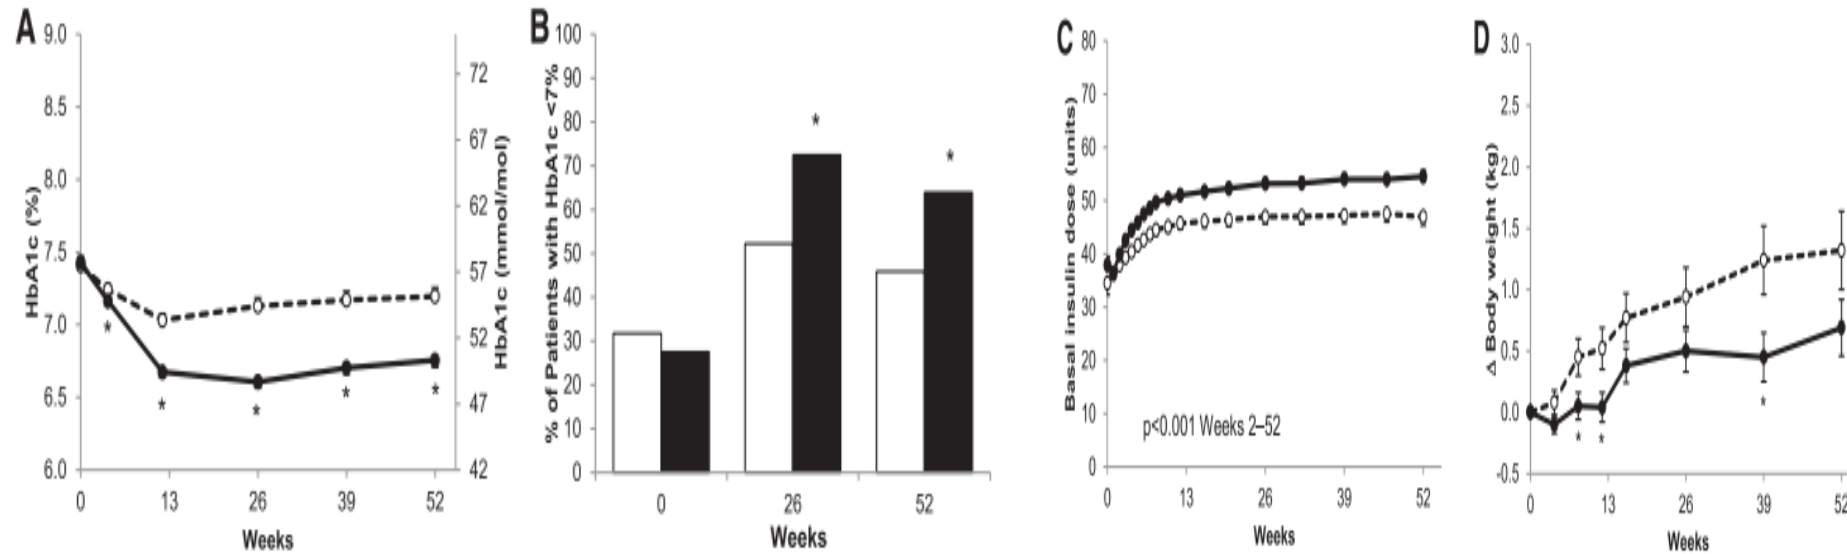 A
9.0
8.5
8.0
7.5
7.0
6.5
6.0
HbA1c (%)
72
67
62
57
52
47
42
HbA1c (mmol/mol)
*
*
*
*
*
0 13 26 39 52
Weeks
B
100
90
80
70
60
50
40
30
20
10
0
% of Patients with HbA1c <7%
*
*
0 26 52
Weeks
C
80
70
60
50
40
30
20
10
0
Basal insulin dose (units)
p<0.001 Weeks 2–52
0 13 26 39 52
Weeks
D
3.0
2.5
2.0
1.5
1.0
0.5
0.0
-0.5
Δ Body weight (kg)
*
*
*
0 13 26 39 52
Weeks